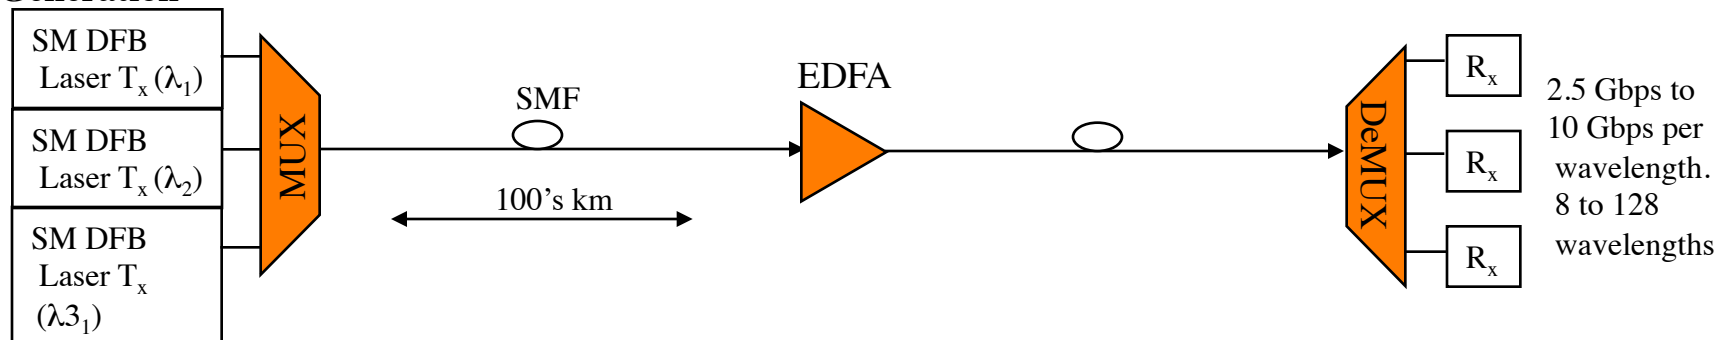 SM DFB
Laser Tₓ (λ₁)
SM DFB
Laser Tₓ (λ₂)
SM DFB
Laser Tₓ
(λ3₁)
MUX
SMF
100's km
EDFA
DeMUX
Rₓ
Rₓ
Rₓ
2.5 Gbps to
10 Gbps per
wavelength.
8 to 128
wavelengths